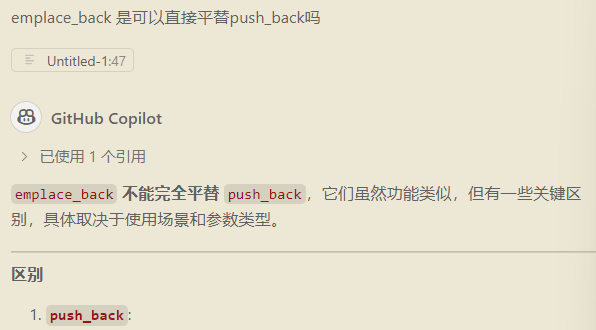 emplace_back 是可以直接平替push_back吗
Untitled-1:47
GitHub Copilot
已使用 1 个引用
emplace_back 不能完全平替 push_back，它们虽然功能类似，但有一些关键区
别，具体取决于使用场景和参数类型。
区别
1. push_back: